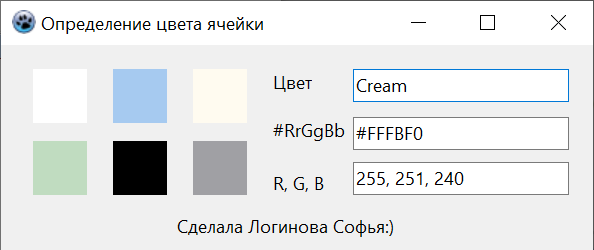 Определение цвета ячейки
Цвет
Cream
#RrGgBb
#FFFBF0
R, G, B
255, 251, 240
Сделала Логинова Софья:)